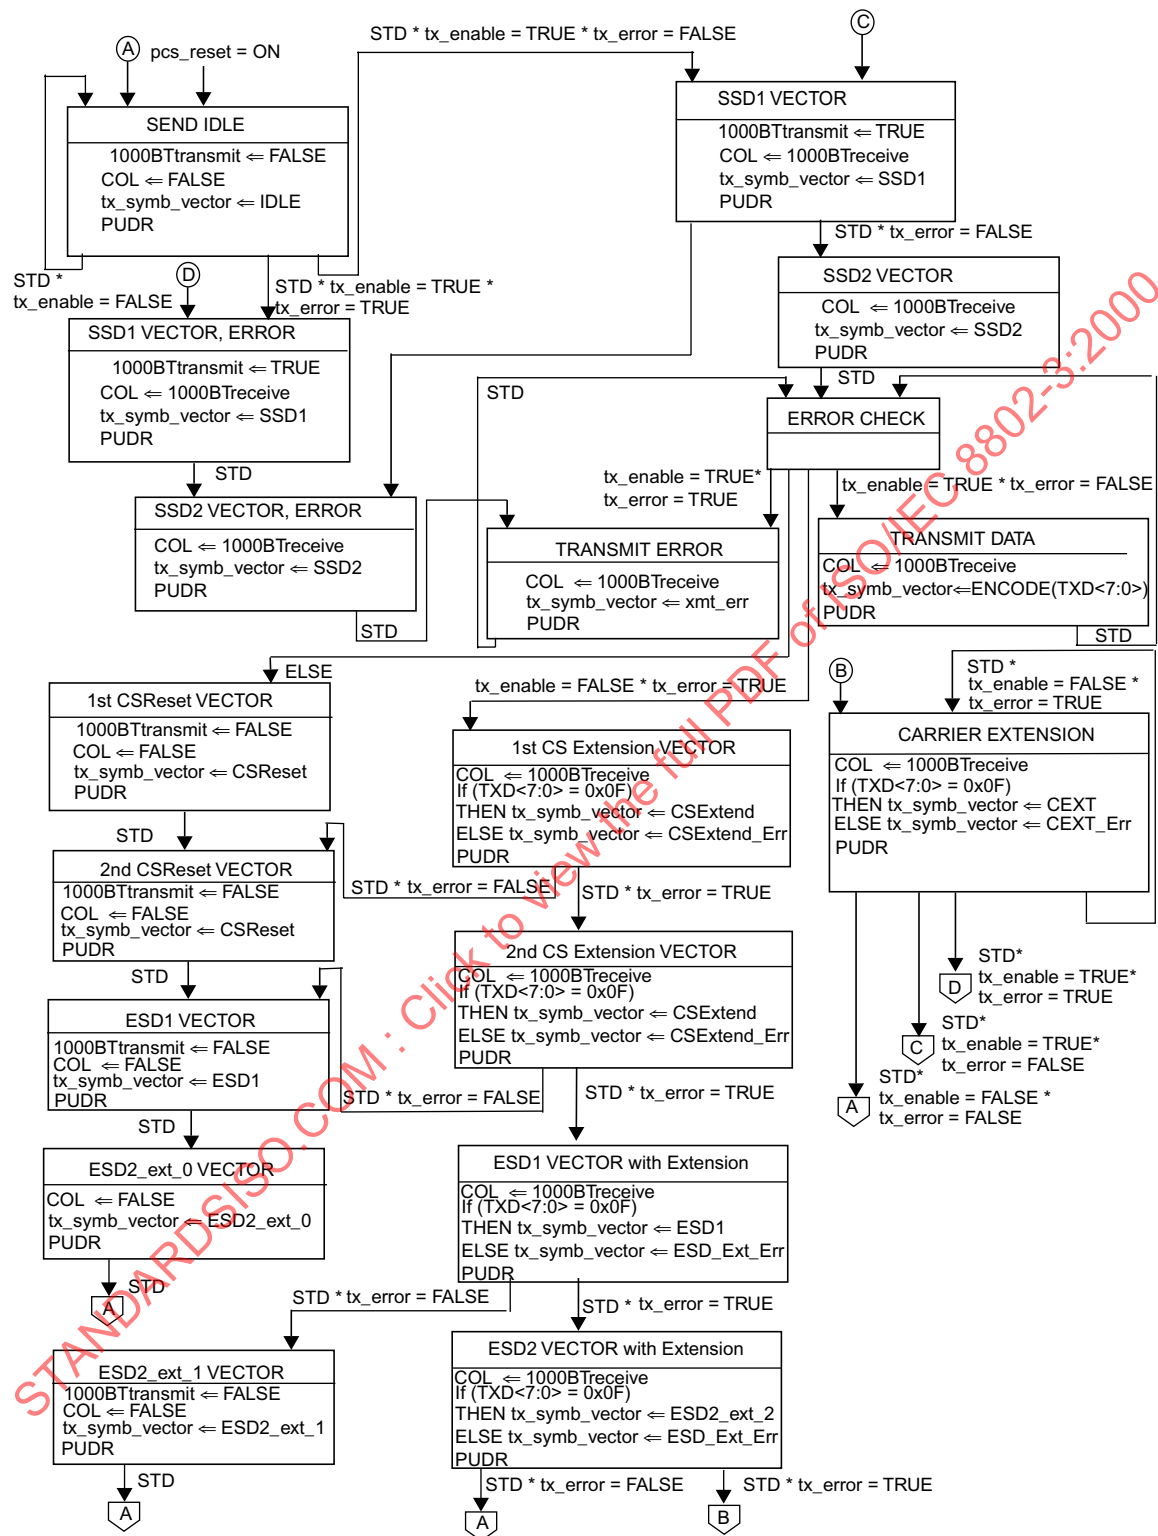 STD * tx_enable = TRUE * tx_error = FALSE
C
A
pcs_reset = ON
SEND IDLE
1000BTtransmit ⇐ FALSE
COL ⇐ FALSE
tx_symb_vector ⇐ IDLE
PUDR
SSD1 VECTOR
1000BTtransmit ⇐ TRUE
COL ⇐ 1000BTreceive
tx_symb_vector ⇐ SSD1
PUDR
STD *
tx_enable = FALSE
D
STD * tx_enable = TRUE *
tx_error = TRUE
STD * tx_error = FALSE
SSD2 VECTOR
COL ⇐ 1000BTreceive
tx_symb_vector ⇐ SSD2
PUDR
SSD1 VECTOR, ERROR
1000BTtransmit ⇐ TRUE
COL ⇐ 1000BTreceive
tx_symb_vector ⇐ SSD1
PUDR
STD
STD
ERROR CHECK
STD
tx_enable = TRUE*
tx_error = TRUE
tx_enable = TRUE * tx_error = FALSE
SSD2 VECTOR, ERROR
COL ⇐ 1000BTreceive
tx_symb_vector ⇐ SSD2
PUDR
STD
TRANSMIT ERROR
COL ⇐ 1000BTreceive
tx_symb_vector ⇐ xmt_err
PUDR
TRANSMIT DATA
COL ⇐ 1000BTreceive
tx_symb_vector⇐ENCODE(TXD<7:0>)
PUDR
STD
ELSE
tx_enable = FALSE * tx_error = TRUE
B
STD *
tx_enable = FALSE *
tx_error = TRUE
1st CSReset VECTOR
1000BTtransmit ⇐ FALSE
COL ⇐ FALSE
tx_symb_vector ⇐ CSReset
PUDR
1st CS Extension VECTOR
COL ⇐ 1000BTreceive
If (TXD<7:0> = 0x0F)
THEN tx_symb_vector ⇐ CSExtend
ELSE tx_symb_vector ⇐ CSExtend_Err
PUDR
CARRIER EXTENSION
COL ⇐ 1000BTreceive
If (TXD<7:0> = 0x0F)
THEN tx_symb_vector ⇐ CEXT
ELSE tx_symb_vector ⇐ CEXT_Err
PUDR
STD
2nd CSReset VECTOR
1000BTtransmit ⇐ FALSE
COL ⇐ FALSE
tx_symb_vector ⇐ CSReset
PUDR
STD * tx_error = FALSE
STD * tx_error = TRUE
2nd CS Extension VECTOR
COL ⇐ 1000BTreceive
If (TXD<7:0> = 0x0F)
THEN tx_symb_vector ⇐ CSExtend
ELSE tx_symb_vector ⇐ CSExtend_Err
PUDR
STD*
tx_enable = TRUE*
tx_error = TRUE
D
STD*
tx_enable = TRUE*
tx_error = FALSE
C
STD*
tx_enable = FALSE *
tx_error = FALSE
A
STD
ESD1 VECTOR
1000BTtransmit ⇐ FALSE
COL ⇐ FALSE
tx_symb_vector ⇐ ESD1
PUDR
STD * tx_error = FALSE
STD * tx_error = TRUE
STD
ESD2_ext_0 VECTOR
COL ⇐ FALSE
tx_symb_vector ⇐ ESD2_ext_0
PUDR
STD
A
ESD1 VECTOR with Extension
COL ⇐ 1000BTreceive
If (TXD<7:0> = 0x0F)
THEN tx_symb_vector ⇐ ESD1
ELSE tx_symb_vector ⇐ ESD_Ext_Err
PUDR
STD * tx_error = FALSE
STD * tx_error = TRUE
ESD2_ext_1 VECTOR
1000BTtransmit ⇐ FALSE
COL ⇐ FALSE
tx_symb_vector ⇐ ESD2_ext_1
PUDR
STD
A
ESD2 VECTOR with Extension
COL ⇐ 1000BTreceive
If (TXD<7:0> = 0x0F)
THEN tx_symb_vector ⇐ ESD2_ext_2
ELSE tx_symb_vector ⇐ ESD_Ext_Err
PUDR
STD * tx_error = FALSE
A
STD * tx_error = TRUE
B
STANDARDSISO.COM : Click to view the full PDF of ISO/IEC 8802-3:2000